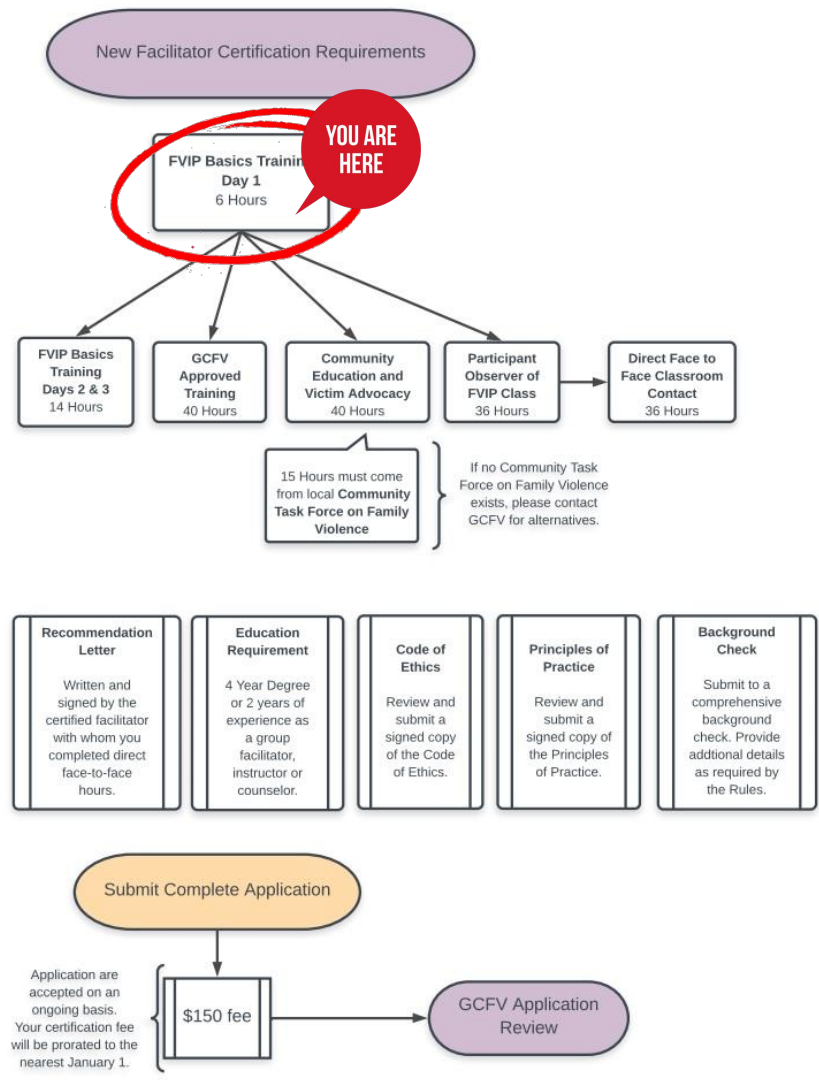 New Facilitator Certification Requirements
YOU ARE
HERE
FVIP Basics Trainin
Day 1
6 Hours
FVIP Basics
Training
Days 2 & 3
14 Hours
GCFV
Approved
Training
40 Hours
Community
Education and
Victim Advocacy
40 Hours
Participant
Observer of
FVIP Class
36 Hours
Direct Face to
Face Classroom
Contact
36 Hours
15 Hours must come
from local Community
Task Force on Family
Violence
If no Community Task
Force on Family Violence
exists, please contact
GCFV for alternatives.
Recommendation
Letter
Written and
signed by the
certified facilitator
with whom you
completed direct
face-to-face
hours.
Education
Requirement
4 Year Degree
or 2 years of
experience as
a group
facilitator,
instructor or
counselor.
Code of
Ethics
Review and
submit a
signed copy
of the Code
of Ethics.
Principles of
Practice
Review and
submit a
signed copy of
the Principles
of Practice.
Background
Check
Submit to a
comprehensive
background
check. Provide
addtional details
as required by
the Rules.
Submit Complete Application
Application are
accepted on an
ongoing basis.
Your certification fee
will be prorated to the
nearest January 1.
$150 fee
GCFV Application
Review